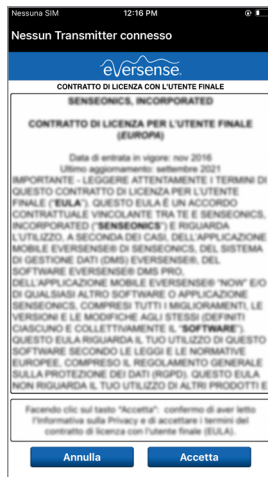 Nessuna SIM 12:16 PM
Nessun Transmitter connesso
eversense.
CONTRATTO DI LICENZA CON L'UTENTE FINALE
SENSEONICS, INCORPORATED
CONTRATTO DI LICENZA PER L'UTENTE
FINALE
(EUROPA)
Data di entrata in vigore: nov 2016
Ultimo aggiornamento: settembre 2021
IMPORTANTE - LEGGERE ATTENTAMENTE I TERMINI DI
QUESTO CONTRATTO DI LICENZA PER L'UTENTE
FINALE ("EULA"). QUESTO EULA È UN ACCORDO
CONTRATTUALE VINCOLANTE TRA TE E SENSEONICS,
INCORPORATED ("SENSEONICS") E RIGUARDA
L'UTILIZZO, A SECONDA DEI CASI, DELL'APPLICAZIONE
MOBILE EVERSENSE® DI SENSEONICS, DEL SISTEMA
DI GESTIONE DATI (DMS) EVERSENSE®, DEL
SOFTWARE EVERSENSE® DMS PRO,
DELL'APPLICAZIONE MOBILE EVERSENSE® "NOW" E/O
DI QUALSIASI ALTRO SOFTWARE O APPLICAZIONE
SENSEONICS, COMPRESI TUTTI I MIGLIORAMENTI, LE
VERSIONI E LE MODIFICHE AGLI STESSI (DEFINITI
CIASCUNO E COLLETTIVAMENTE IL "SOFTWARE").
QUESTO EULA RIGUARDA IL TUO UTILIZZO DI QUESTO
SOFTWARE SECONDO LE LEGGI E LE NORMATIVE
EUROPEE, COMPRESO IL REGOLAMENTO GENERALE
SULLA PROTEZIONE DEI DATI (RGPD). QUESTO EULA
NON RIGUARDA IL TUO UTILIZZO DI ALTRI PRODOTTI E
Facendo clic sul tasto "Accetta": confermo di aver letto
l'Informativa sulla Privacy e di accettare i termini del
contratto di licenza con l'utente finale (EULA).
Annulla Accetta